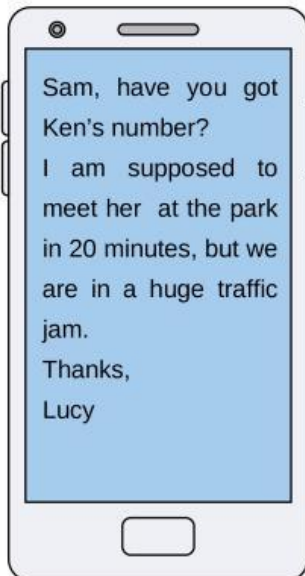 Sam, have you got
Ken's number?
I am supposed to
meet her at the park
in 20 minutes, but we
are in a huge traffic
jam.
Thanks,
Lucy